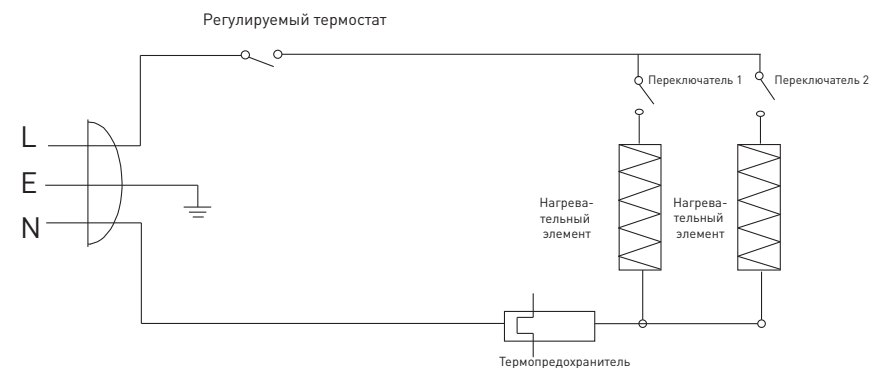 Регулируемый термостат
Переключатель 1
Переключатель 2
L
E
N
Нагрева-
тельный
элемент
Нагрева-
тельный
элемент
Термопредохранитель